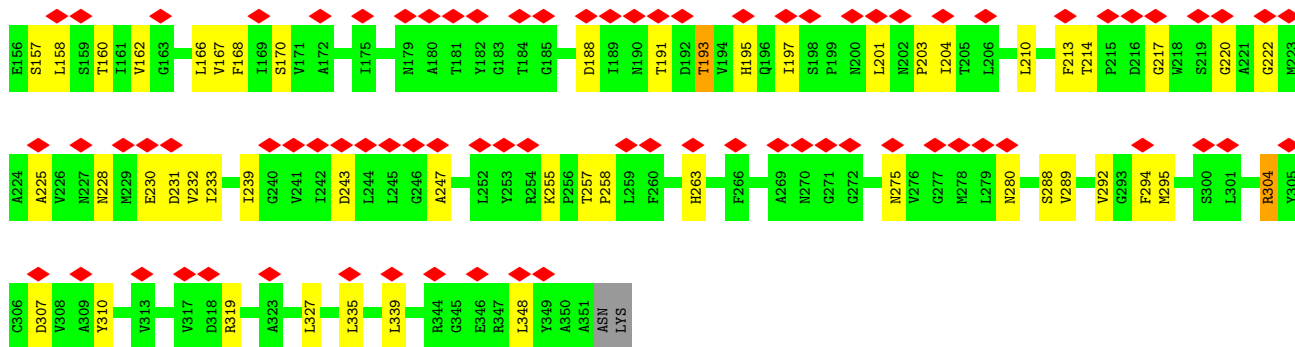 E156 S157 L158 S159 T160 I161 V162 G163 L166 V167 F168 I169 S170 V171 A172 I175 N179 A180 T181 Y182 G183 T184 G185 D188 I189 N190 T191 D192 T193 V194 H195 Q196 I197 S198 P199 N200 L201 N202 P203 I204 T205 L206 L210 F213 T214 P215 D216 G217 W218 S219 G220 A221 G222 M223
A224 A225 V226 N227 N228 M229 E230 D231 V232 I233 I239 G240 V241 I242 D243 L244 L245 G246 A247 L252 Y253 R254 K255 P256 T257 P258 L259 F260 H263 F266 A269 N270 G271 G272 N275 V276 G277 M278 L279 N280 S288 V289 V292 G293 F294 M295 S300 L301 R304 Y305
C306 D307 V308 A309 Y310 V313 V317 D318 R319 A323 L327 L335 L339 R344 G345 E346 R347 L348 Y349 A350 A351 ASN LYS